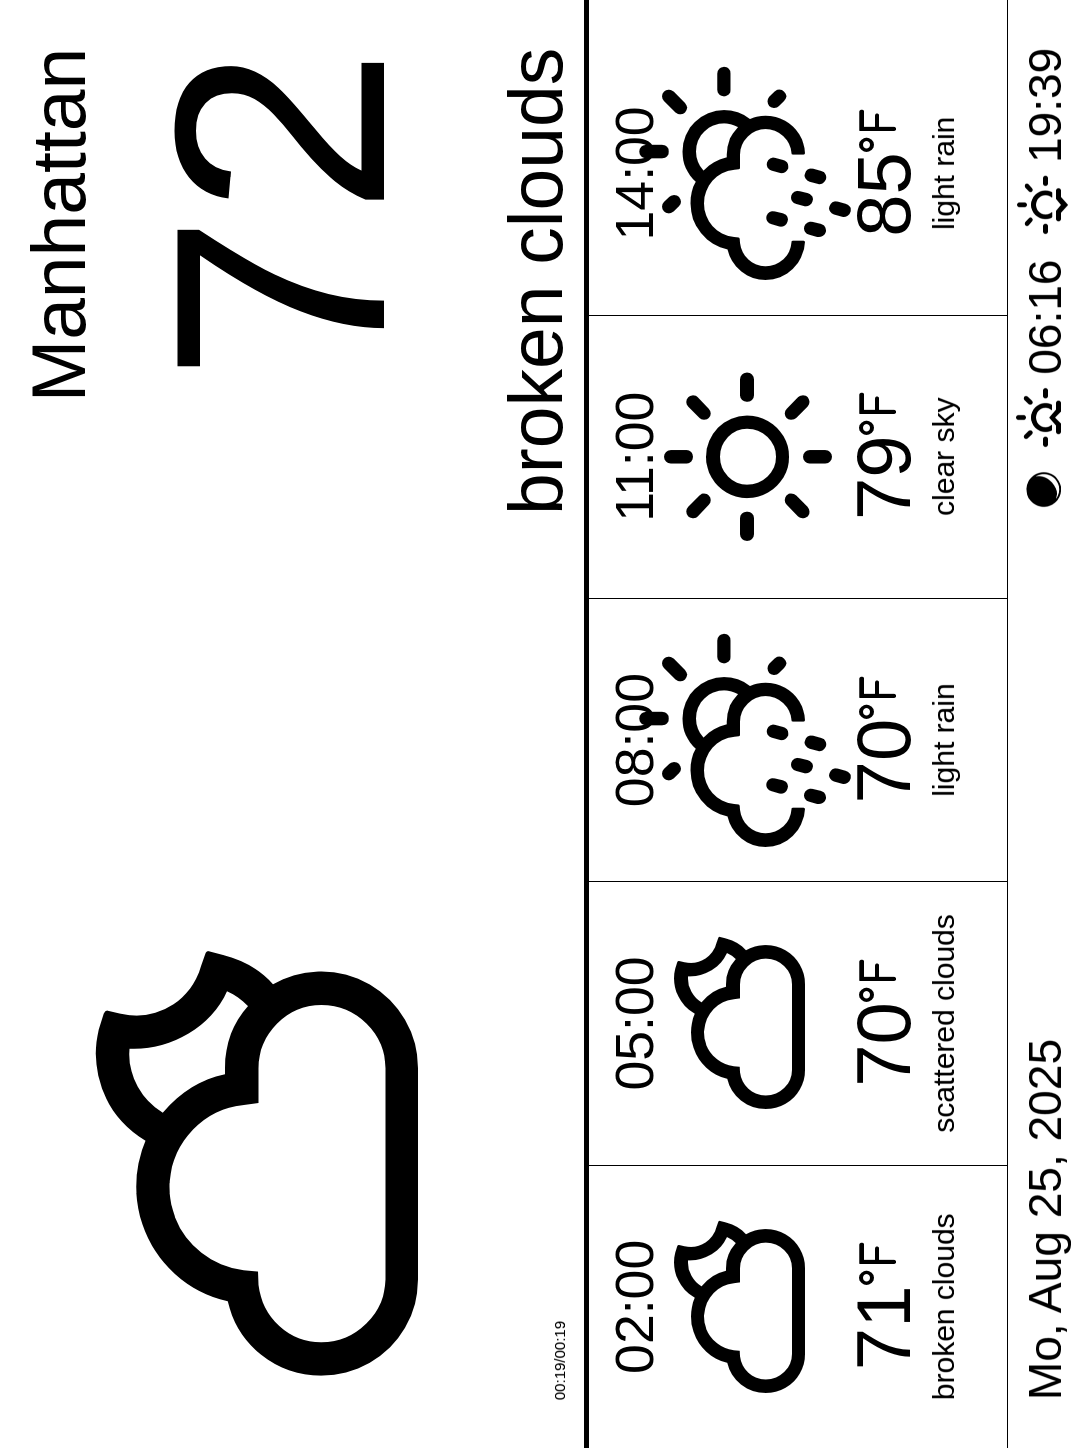 Manhattan
72
broken clouds
00:19/00:19
02:00 05:00 08:00 11:00 14:00
71°F 70°F 70°F 79°F 85°F
broken clouds scattered clouds light rain clear sky light rain
Mo, Aug 25, 2025 06:16 19:39